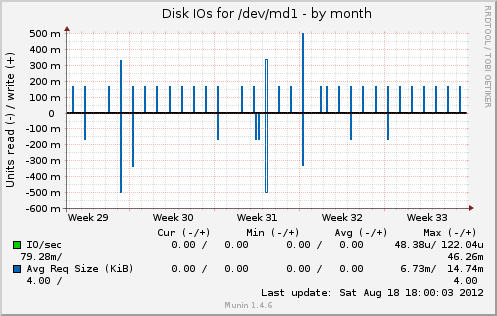 Disk IOs for /dev/md1 - by month
RRDTOOL / TOBI OETIKER
Units read (-) / write (+)
500 m
400 m
300 m
200 m
100 m
0
-100 m
-200 m
-300 m
-400 m
-500 m
-600 m
Week 29 Week 30 Week 31 Week 32 Week 33
Cur (-/+) Min (-/+) Avg (-/+) Max (-/+)
IO/sec 0.00 / 0.00 0.00 / 0.00 48.38u/ 122.04u
79.28m/ 46.26m
Avg Req Size (KiB) 0.00 / 0.00 0.00 / 0.00 6.73m/ 14.74m
4.00 / 4.00
Last update: Sat Aug 18 18:00:03 2012
Munin 1.4.6